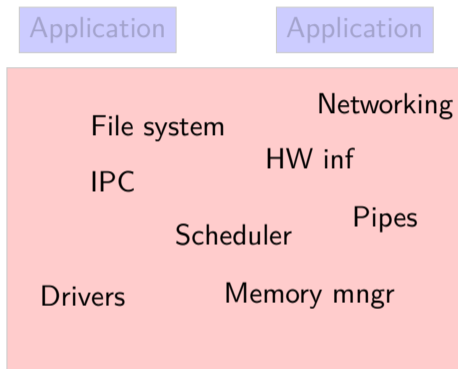 Application
Application
Networking
File system
HW inf
IPC
Pipes
Scheduler
Memory mngr
Drivers